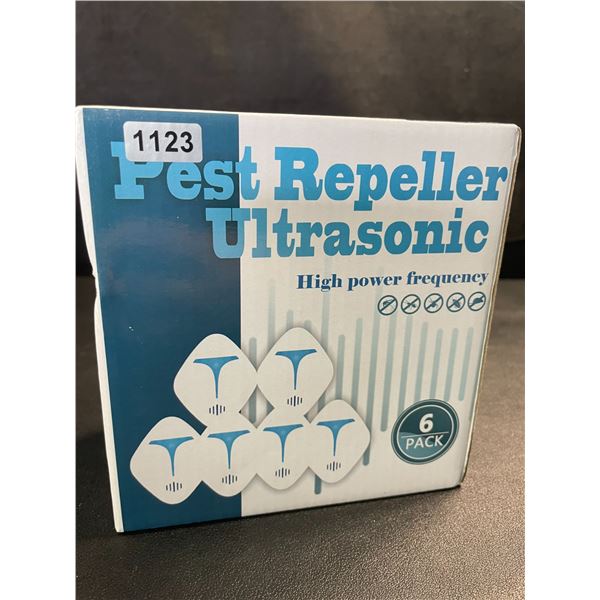 1123
Pest Repeller
Ultrasonic
High power frequency
6
PACK